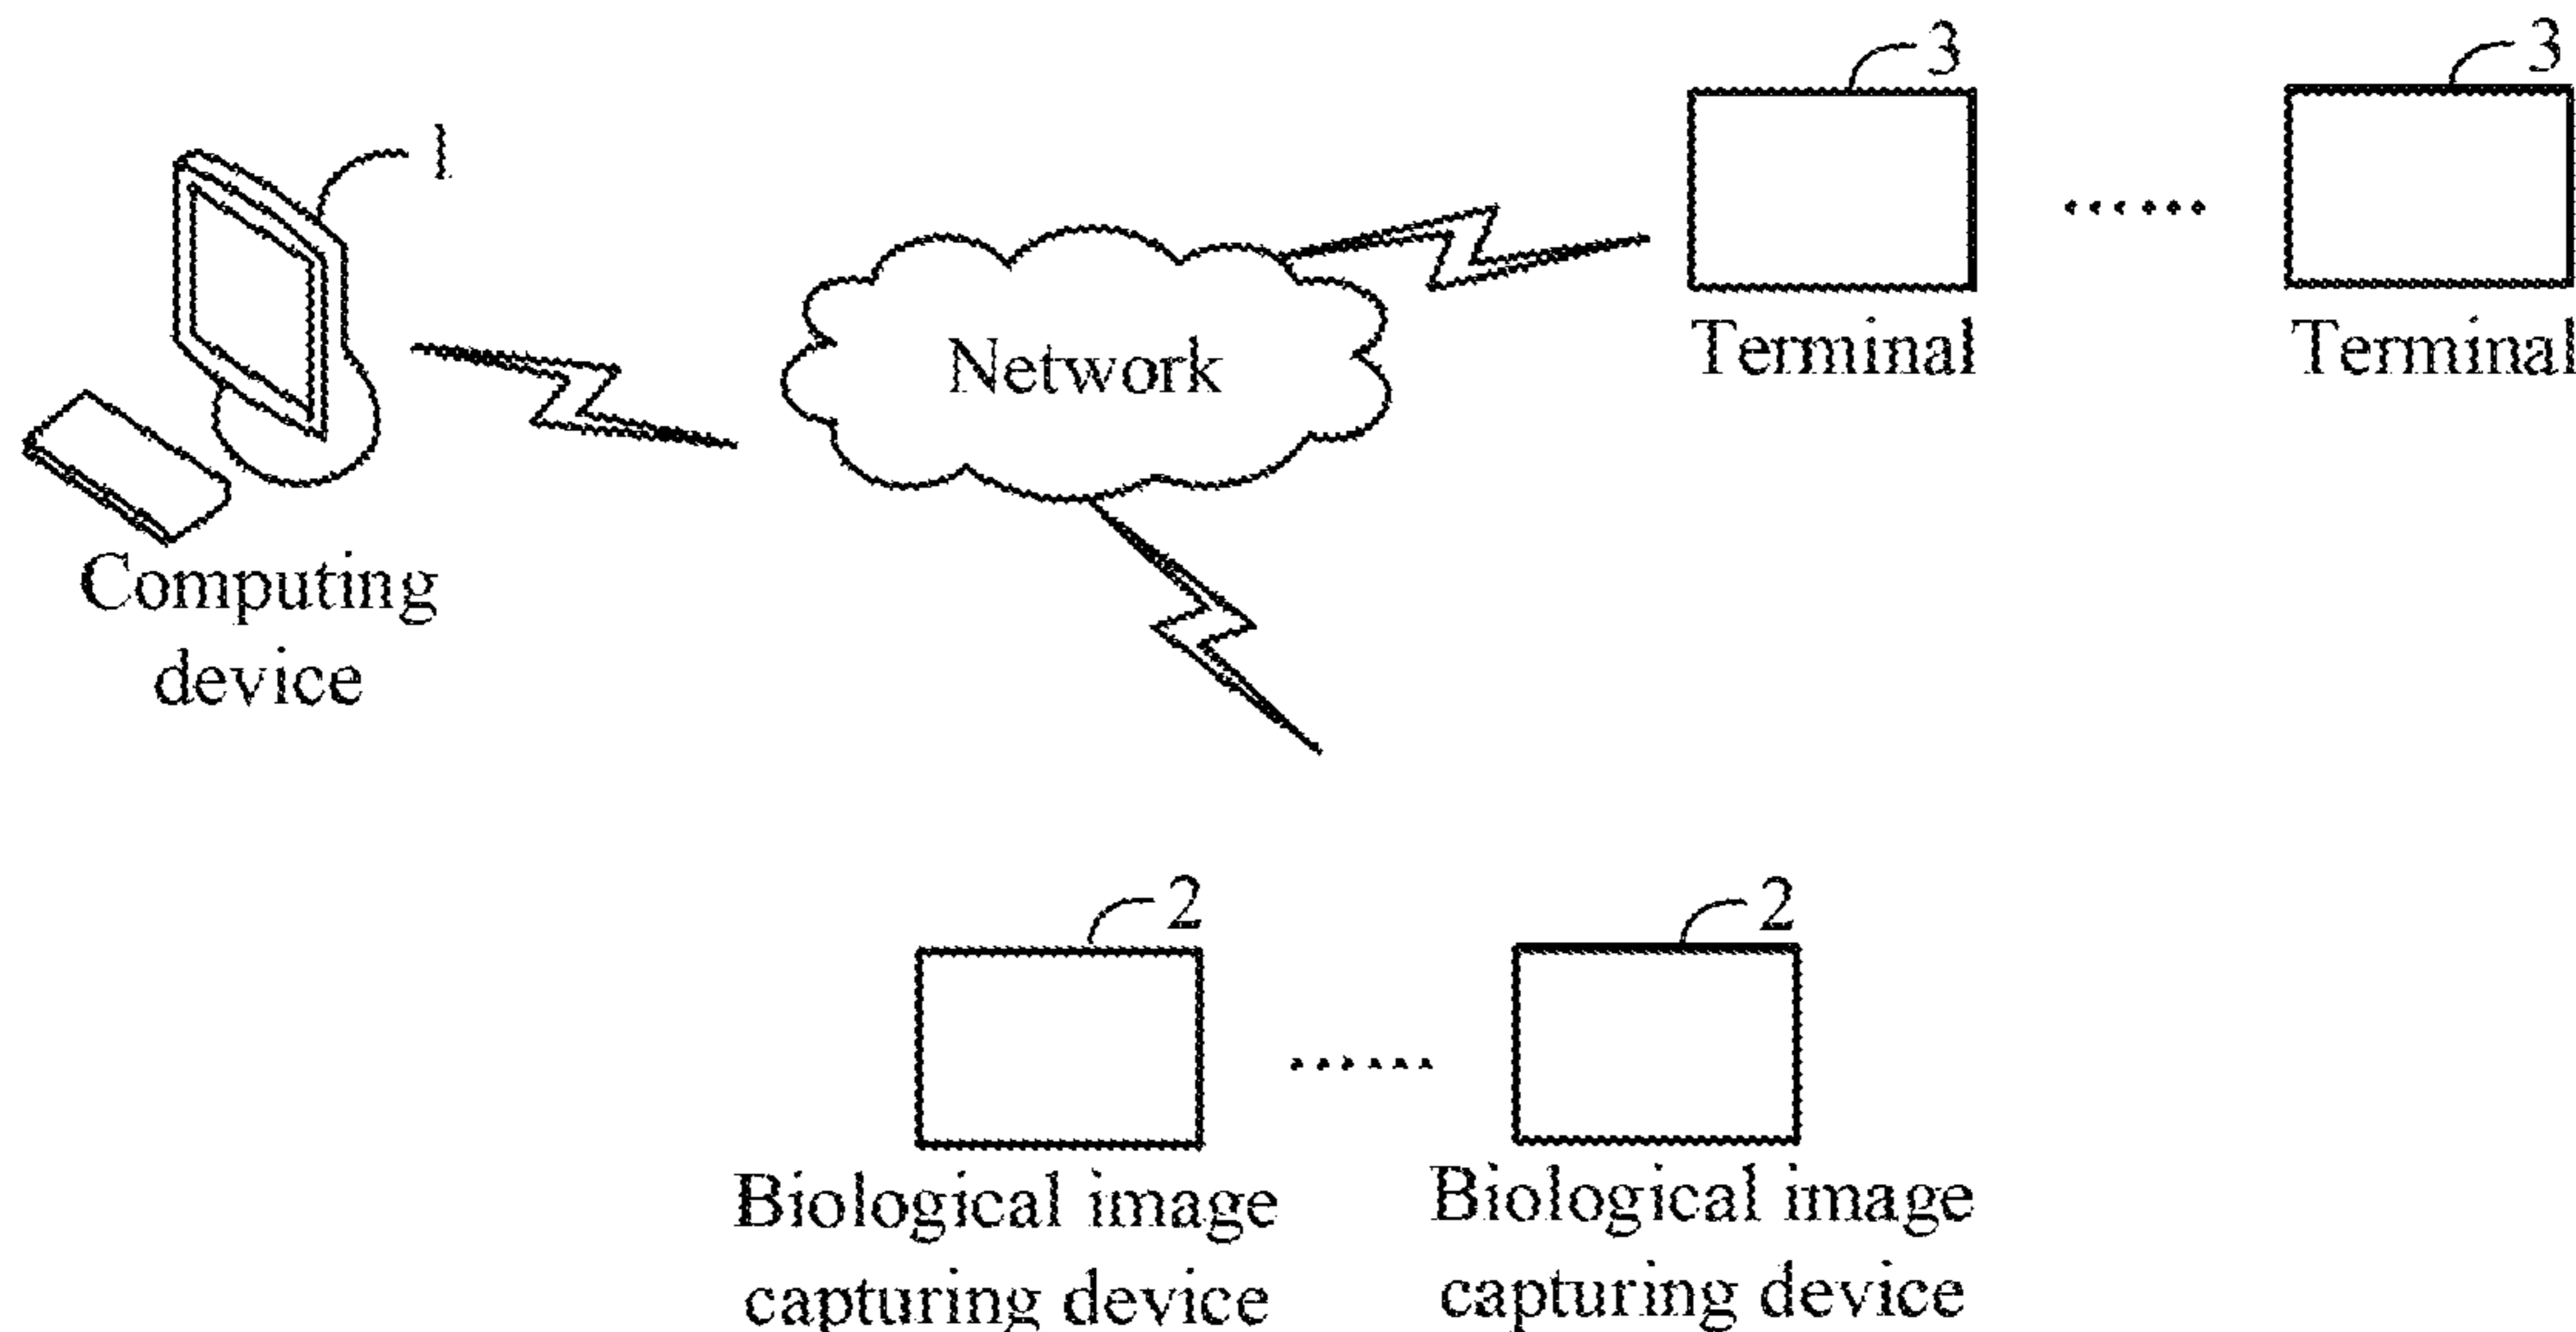 3
3
1
Network
Terminal
Terminal
Computing
device
2
2
Biological image
capturing device
Biological image
capturing device